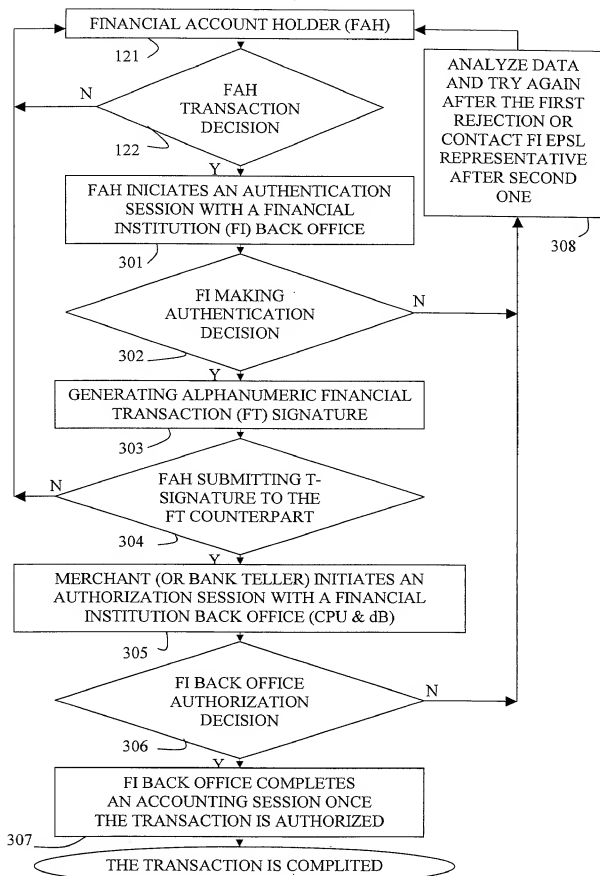 FINANCIAL ACCOUNT HOLDER (FAH)
121
N
FAH
TRANSACTION
DECISION
122
Y
ANALYZE DATA
AND TRY AGAIN
AFTER THE FIRST
REJECTION OR
CONTACT FI EPSL
REPRESENTATIVE
AFTER SECOND
ONE
308
FAH INICIATES AN AUTHENTICATION
SESSION WITH A FINANCIAL
INSTITUTION (FI) BACK OFFICE
301
FI MAKING
AUTHENTICATION
DECISION
N
302
Y
GENERATING ALPHANUMERIC FINANCIAL
TRANSACTION (FT) SIGNATURE
303
N
FAH SUBMITTING T-
SIGNATURE TO THE
FT COUNTERPART
304
Y
MERCHANT (OR BANK TELLER) INITIATES AN
AUTHORIZATION SESSION WITH A FINANCIAL
INSTITUTION BACK OFFICE (CPU & dB)
305
FI BACK OFFICE
AUTHORIZATION
DECISION
N
306
Y
FI BACK OFFICE COMPLETES
AN ACCOUNTING SESSION ONCE
THE TRANSACTION IS AUTHORIZED
307
THE TRANSACTION IS COMPLITED